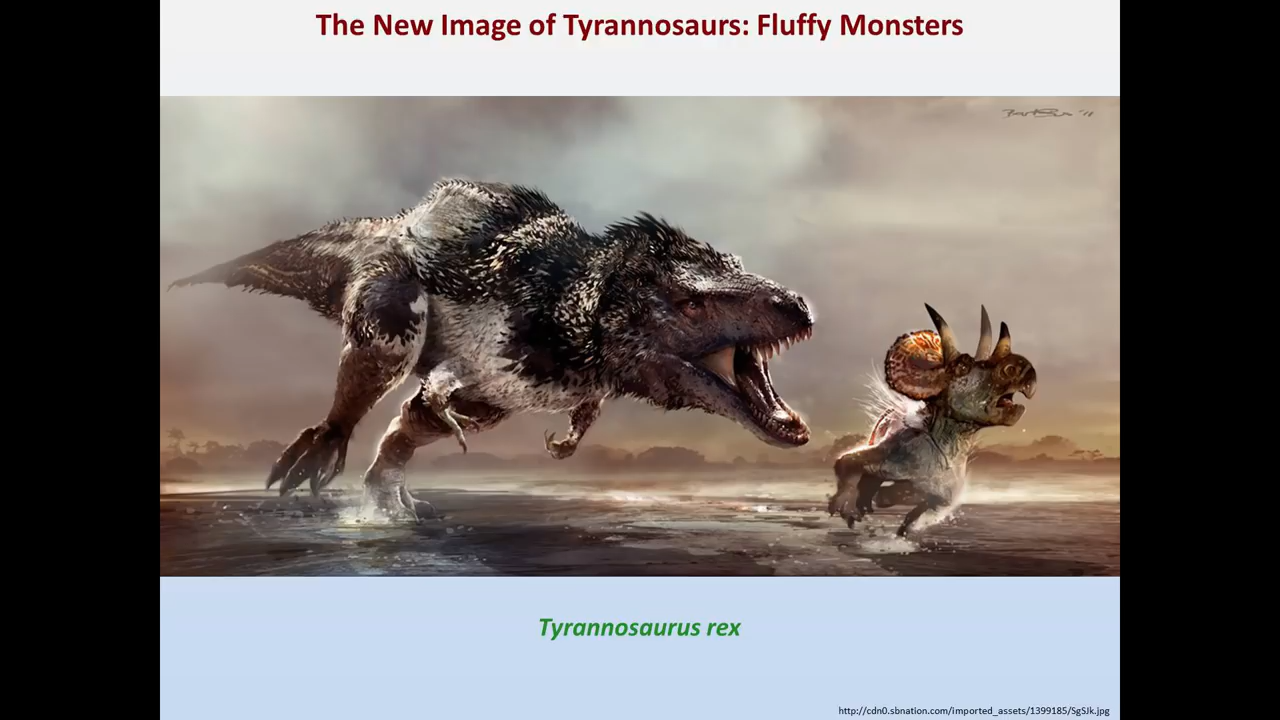 The New Image of Tyrannosaurs: Fluffy Monsters
Tyrannosaurus rex
http://cdn0.sbnation.com/imported_assets/1399185/SgSJk.jpg